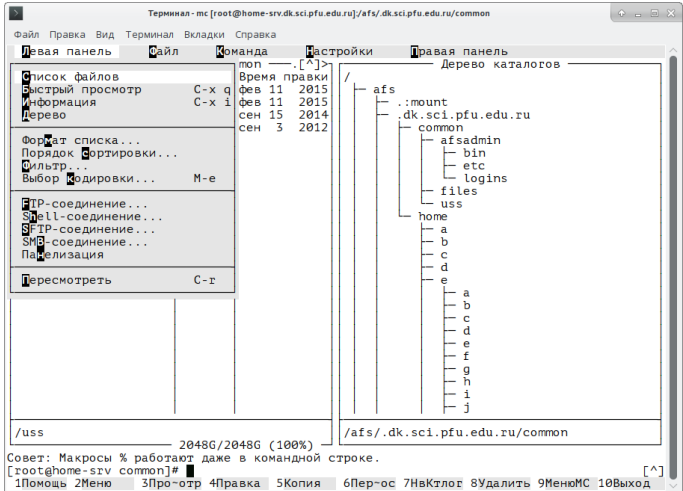 Терминал - mc [root@home-srv.dk.sci.pfu.edu.ru]:/afs/.dk.sci.pfu.edu.ru/common
Файл Правка Вид Терминал Вкладки Справка
Левая панель Файл Команда Настройки Правая панель
mon .[^]> Дерево каталогов
Список файлов Время правки /
Быстрый просмотр C-x q фев 11 2015 afs
Информация C-x i фев 11 2015 .:mount
Дерево сен 15 2014 .dk.sci.pfu.edu.ru
сен 3 2012 common
Формат списка... afsadmin
Порядок сортировки... bin
Фильтр... etc
Выбор кодировки... M-e logins
files
FTP-соединение... uss
Shell-соединение... home
SFTP-соединение... a
SMB-соединение... b
Панелизация c
d
Пересмотреть C-r e
a
b
c
d
e
f
g
h
i
j
/uss /afs/.dk.sci.pfu.edu.ru/common
2048G/2048G (100%)
Совет: Макросы % работают даже в командной строке.
[root@home-srv common]# [^]
1Помощь 2Меню 3Про~отр 4Правка 5Копия 6Пер~ос 7НвКтлог 8Удалить 9МенюMC 10Выход